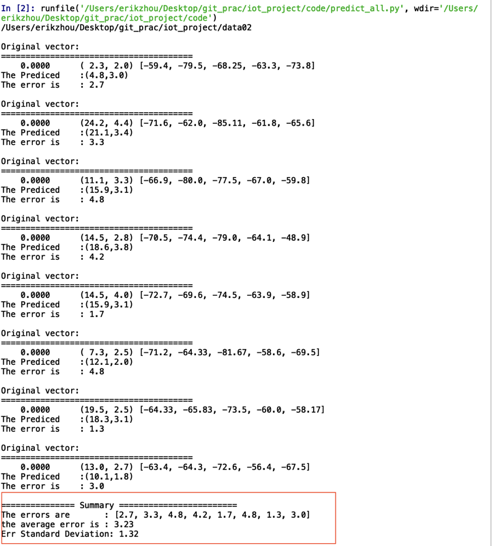 In [2]: runfile('/Users/erikzhou/Desktop/git_prac/iot_project/code/predict_all.py', wdir='/Users/
erikzhou/Desktop/git_prac/iot_project/code')
/Users/erikzhou/Desktop/git_prac/iot_project/data02
Original vector:
======================================
0.0000 ( 2.3, 2.0) [-59.4, -79.5, -68.25, -63.3, -73.8]
The Prediced :(4.8,3.0)
The error is : 2.7
Original vector:
======================================
0.0000 (24.2, 4.4) [-71.6, -62.0, -85.11, -61.8, -65.6]
The Prediced :(21.1,3.4)
The error is : 3.3
Original vector:
======================================
0.0000 (11.1, 3.3) [-66.9, -80.0, -77.5, -67.0, -59.8]
The Prediced :(15.9,3.1)
The error is : 4.8
Original vector:
======================================
0.0000 (14.5, 2.8) [-70.5, -74.4, -79.0, -64.1, -48.9]
The Prediced :(18.6,3.8)
The error is : 4.2
Original vector:
======================================
0.0000 (14.5, 4.0) [-72.7, -69.6, -74.5, -63.9, -58.9]
The Prediced :(15.9,3.1)
The error is : 1.7
Original vector:
======================================
0.0000 ( 7.3, 2.5) [-71.2, -64.33, -81.67, -58.6, -69.5]
The Prediced :(12.1,2.0)
The error is : 4.8
Original vector:
======================================
0.0000 (19.5, 2.5) [-64.33, -65.83, -73.5, -60.0, -58.17]
The Prediced :(18.3,3.1)
The error is : 1.3
Original vector:
======================================
0.0000 (13.0, 2.7) [-63.4, -64.3, -72.6, -56.4, -67.5]
The Prediced :(10.1,1.8)
The error is : 3.0
=============== Summary ========================
The errors are : [2.7, 3.3, 4.8, 4.2, 1.7, 4.8, 1.3, 3.0]
the average error is : 3.23
Err Standard Deviation: 1.32